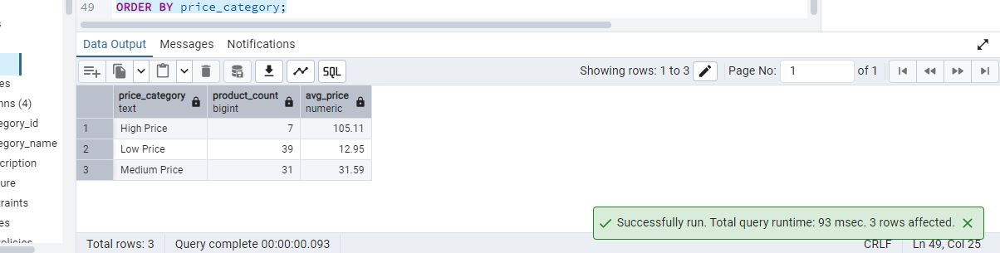 49 ORDER BY price_category;
Data Output Messages Notifications
SQL Showing rows: 1 to 3 Page No: 1 of 1
price_category product_count avg_price
text bigint numeric
1 High Price 7 105.11
2 Low Price 39 12.95
3 Medium Price 31 31.59
es
nns (4)
egory_id
egory_name
cription
ure
raints
es
olicies
Successfully run. Total query runtime: 93 msec. 3 rows affected.
Total rows: 3 Query complete 00:00:00.093 CRLF Ln 49, Col 25